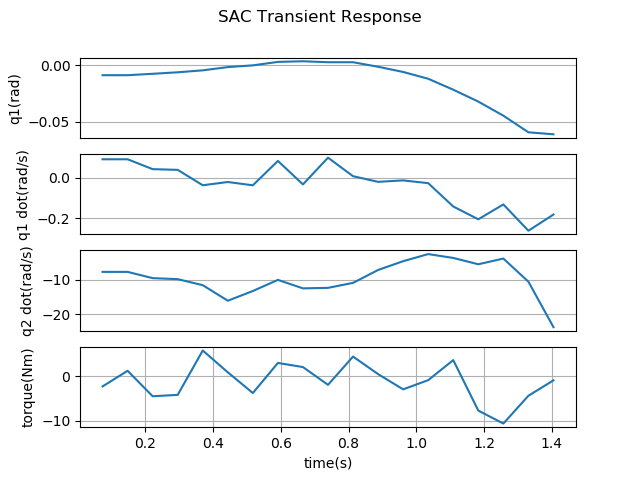 SAC Transient Response
0.00
−0.05
q1(rad)
0.0
−0.2
q1 dot(rad/s)
−10
−20
q2 dot(rad/s)
0
−10
torque(Nm)
0.2 0.4 0.6 0.8 1.0 1.2 1.4
time(s)